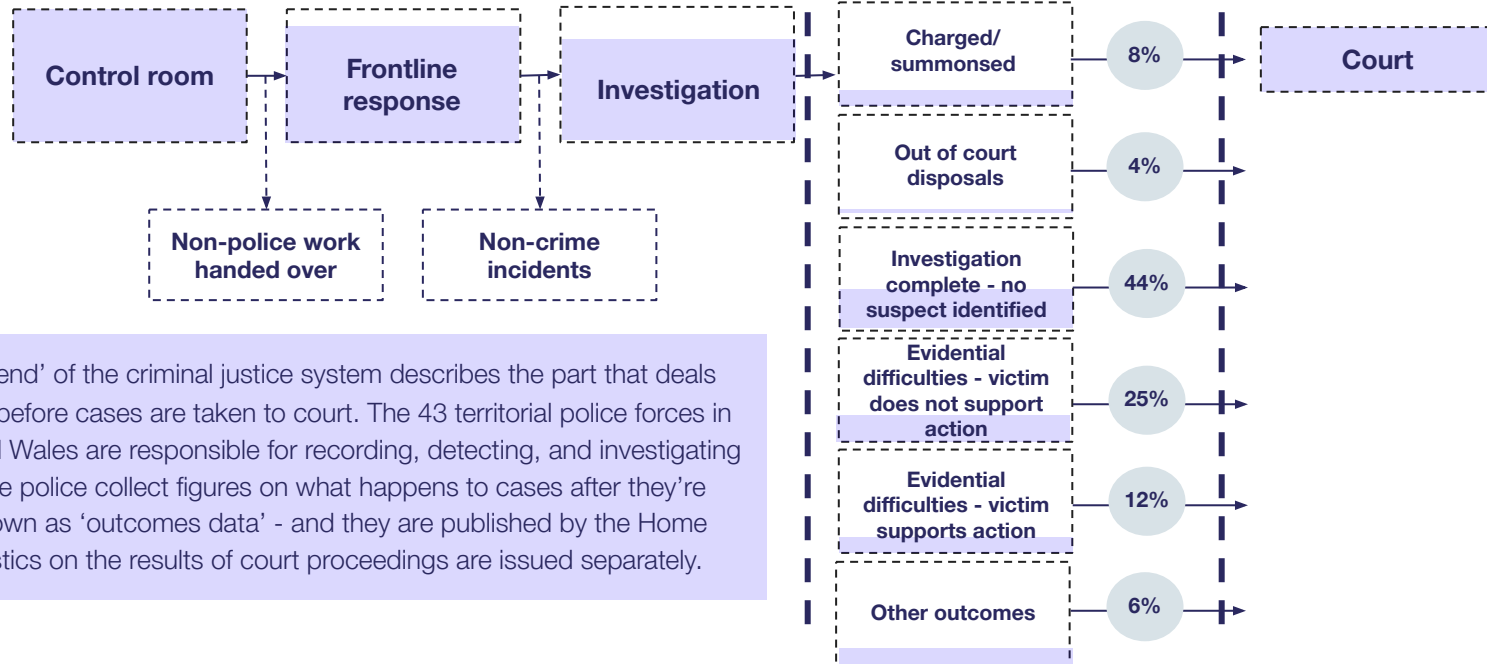 Control room
Frontline
response
Investigation
Non-police work
handed over
Non-crime
incidents
Charged/
summonsed
8%
Court
Out of court
disposals
4%
Investigation
complete - no
suspect identified
44%
Evidential
difficulties - victim
does not support
action
25%
Evidential
difficulties - victim
supports action
12%
Other outcomes
6%
end’ of the criminal justice system describes the part that deals
before cases are taken to court. The 43 territorial police forces in
Wales are responsible for recording, detecting, and investigating
police collect figures on what happens to cases after they’re
as ‘outcomes data’ - and they are published by the Home
on the results of court proceedings are issued separately.